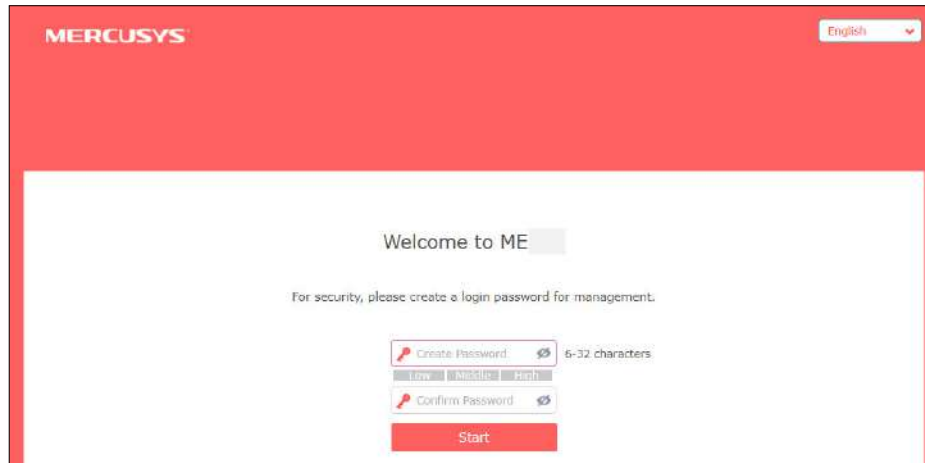 MERCUSYS
English
Welcome to ME
For security, please create a login password for management.
Create Password
6-32 characters
Low Middle High
Confirm Password
Start